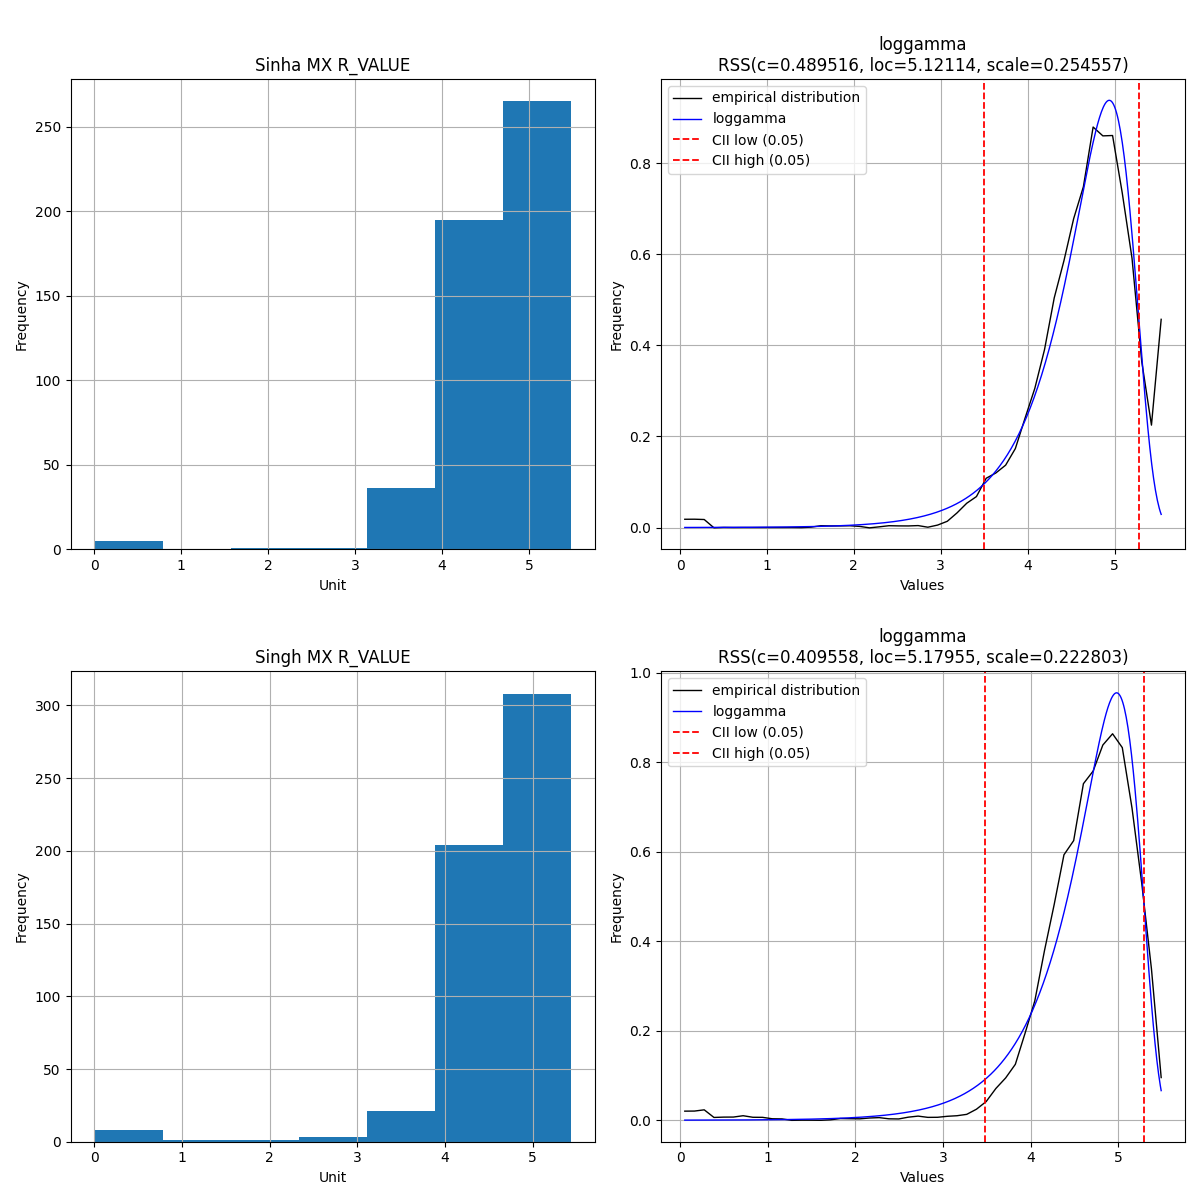 Sinha MX R_VALUE
Frequency
250
200
150
100
50
0
0 1 2 3 4 5
Unit
loggamma
RSS(c=0.489516, loc=5.12114, scale=0.254557)
empirical distribution
loggamma
CII low (0.05)
CII high (0.05)
Frequency
0.8
0.6
0.4
0.2
0.0
0 1 2 3 4 5
Values
Singh MX R_VALUE
Frequency
300
250
200
150
100
50
0
0 1 2 3 4 5
Unit
loggamma
RSS(c=0.409558, loc=5.17955, scale=0.222803)
empirical distribution
loggamma
CII low (0.05)
CII high (0.05)
Frequency
1.0
0.8
0.6
0.4
0.2
0.0
0 1 2 3 4 5
Values